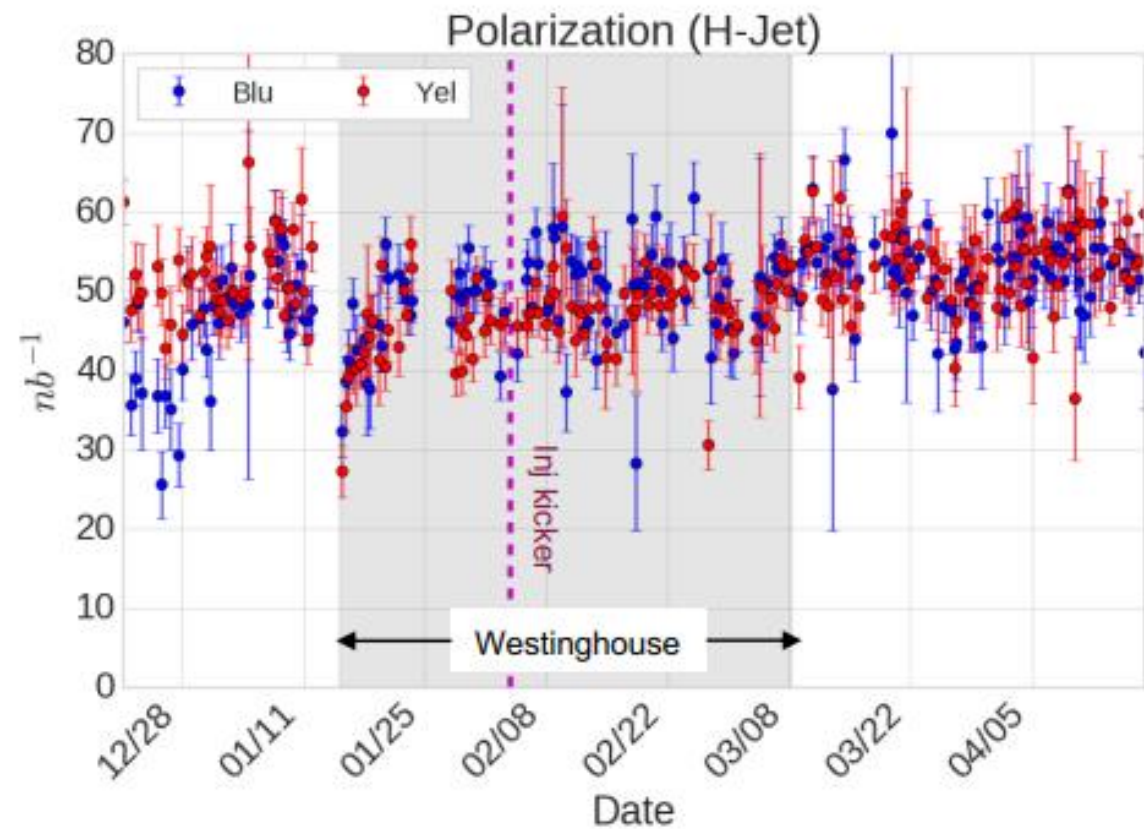 Polarization (H-Jet)
80
70
60
50
40
30
20
10
0
nb⁻¹
Blu Yel
Inj kicker
Westinghouse
12/28 01/11 01/25 02/08 02/22 03/08 03/22 04/05
Date